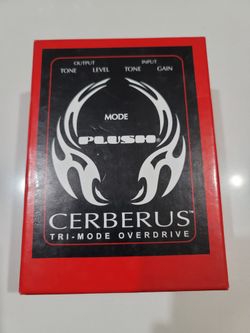 OUTPUT INPUT
TONE LEVEL TONE GAIN
MODE
PLUSH®
CERBERUS™
TRI-MODE OVERDRIVE